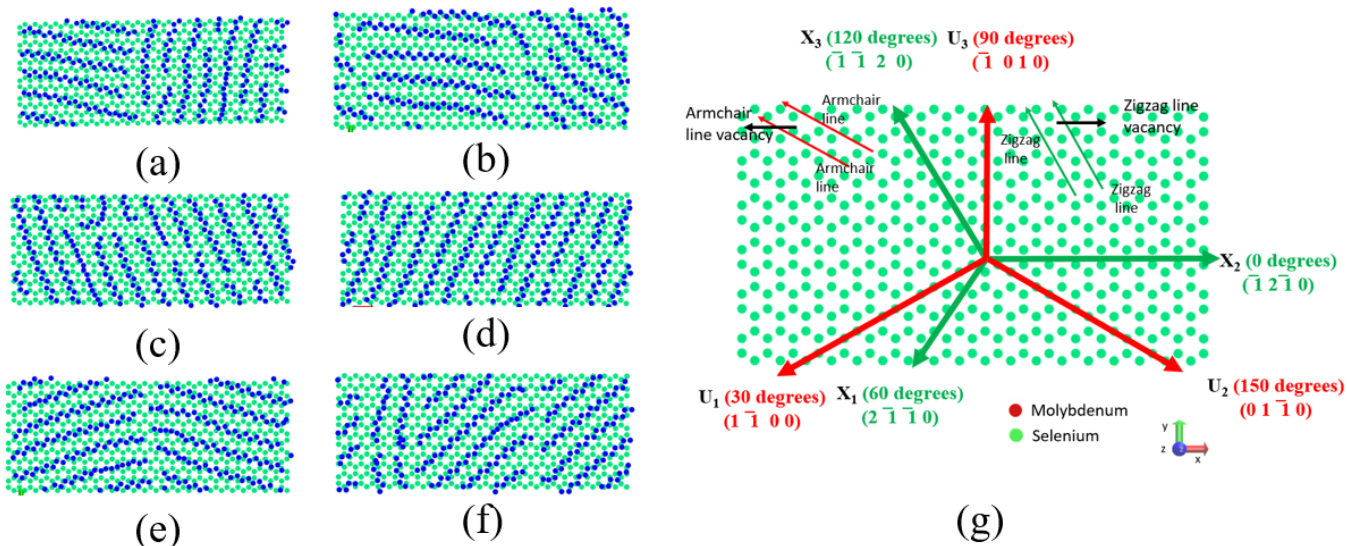 (a)
(b)
(c)
(d)
(e)
(f)
X₃ (120 degrees)
(1̅ 1̅ 2 0)
U₃ (90 degrees)
(1̅ 0 1 0)
Armchair
line vacancy
Armchair
line
Armchair
line
Zigzag
line
Zigzag
line
Zigzag line
vacancy
X₂ (0 degrees)
(1̅ 2 1̅ 0)
U₁ (30 degrees)
(1 1̅ 0 0)
X₁ (60 degrees)
(2 1̅ 1̅ 0)
U₂ (150 degrees)
(0 1 1̅ 0)
Molybdenum
Selenium
y
z
x
(g)